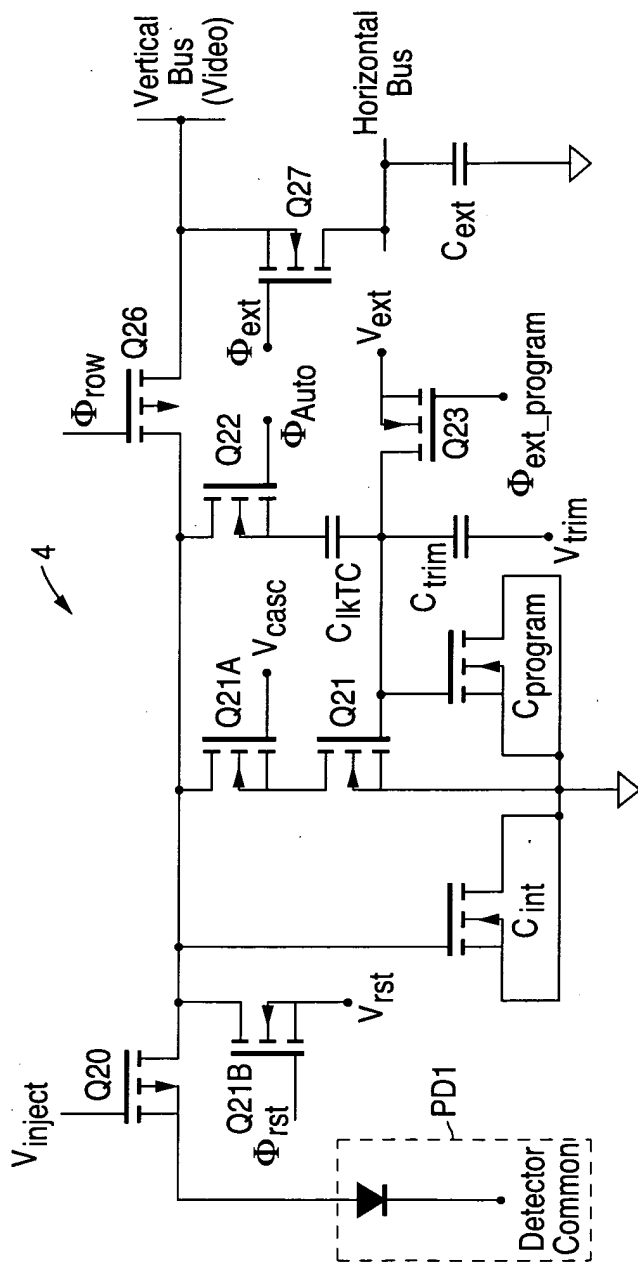 4
Vertical
Bus
(Video)
Φrow
Q26
Vinject
Q20
Q22
ΦAuto
Φext
Q27
Horizontal
Bus
Cext
Q21A
Vcasc
Q21
Q21B
Φrst
Vrst
ClkTC
Ctrim
Vtrim
Vext
Q23
Φext_program
Cint
Cprogram
PD1
Detector
Common